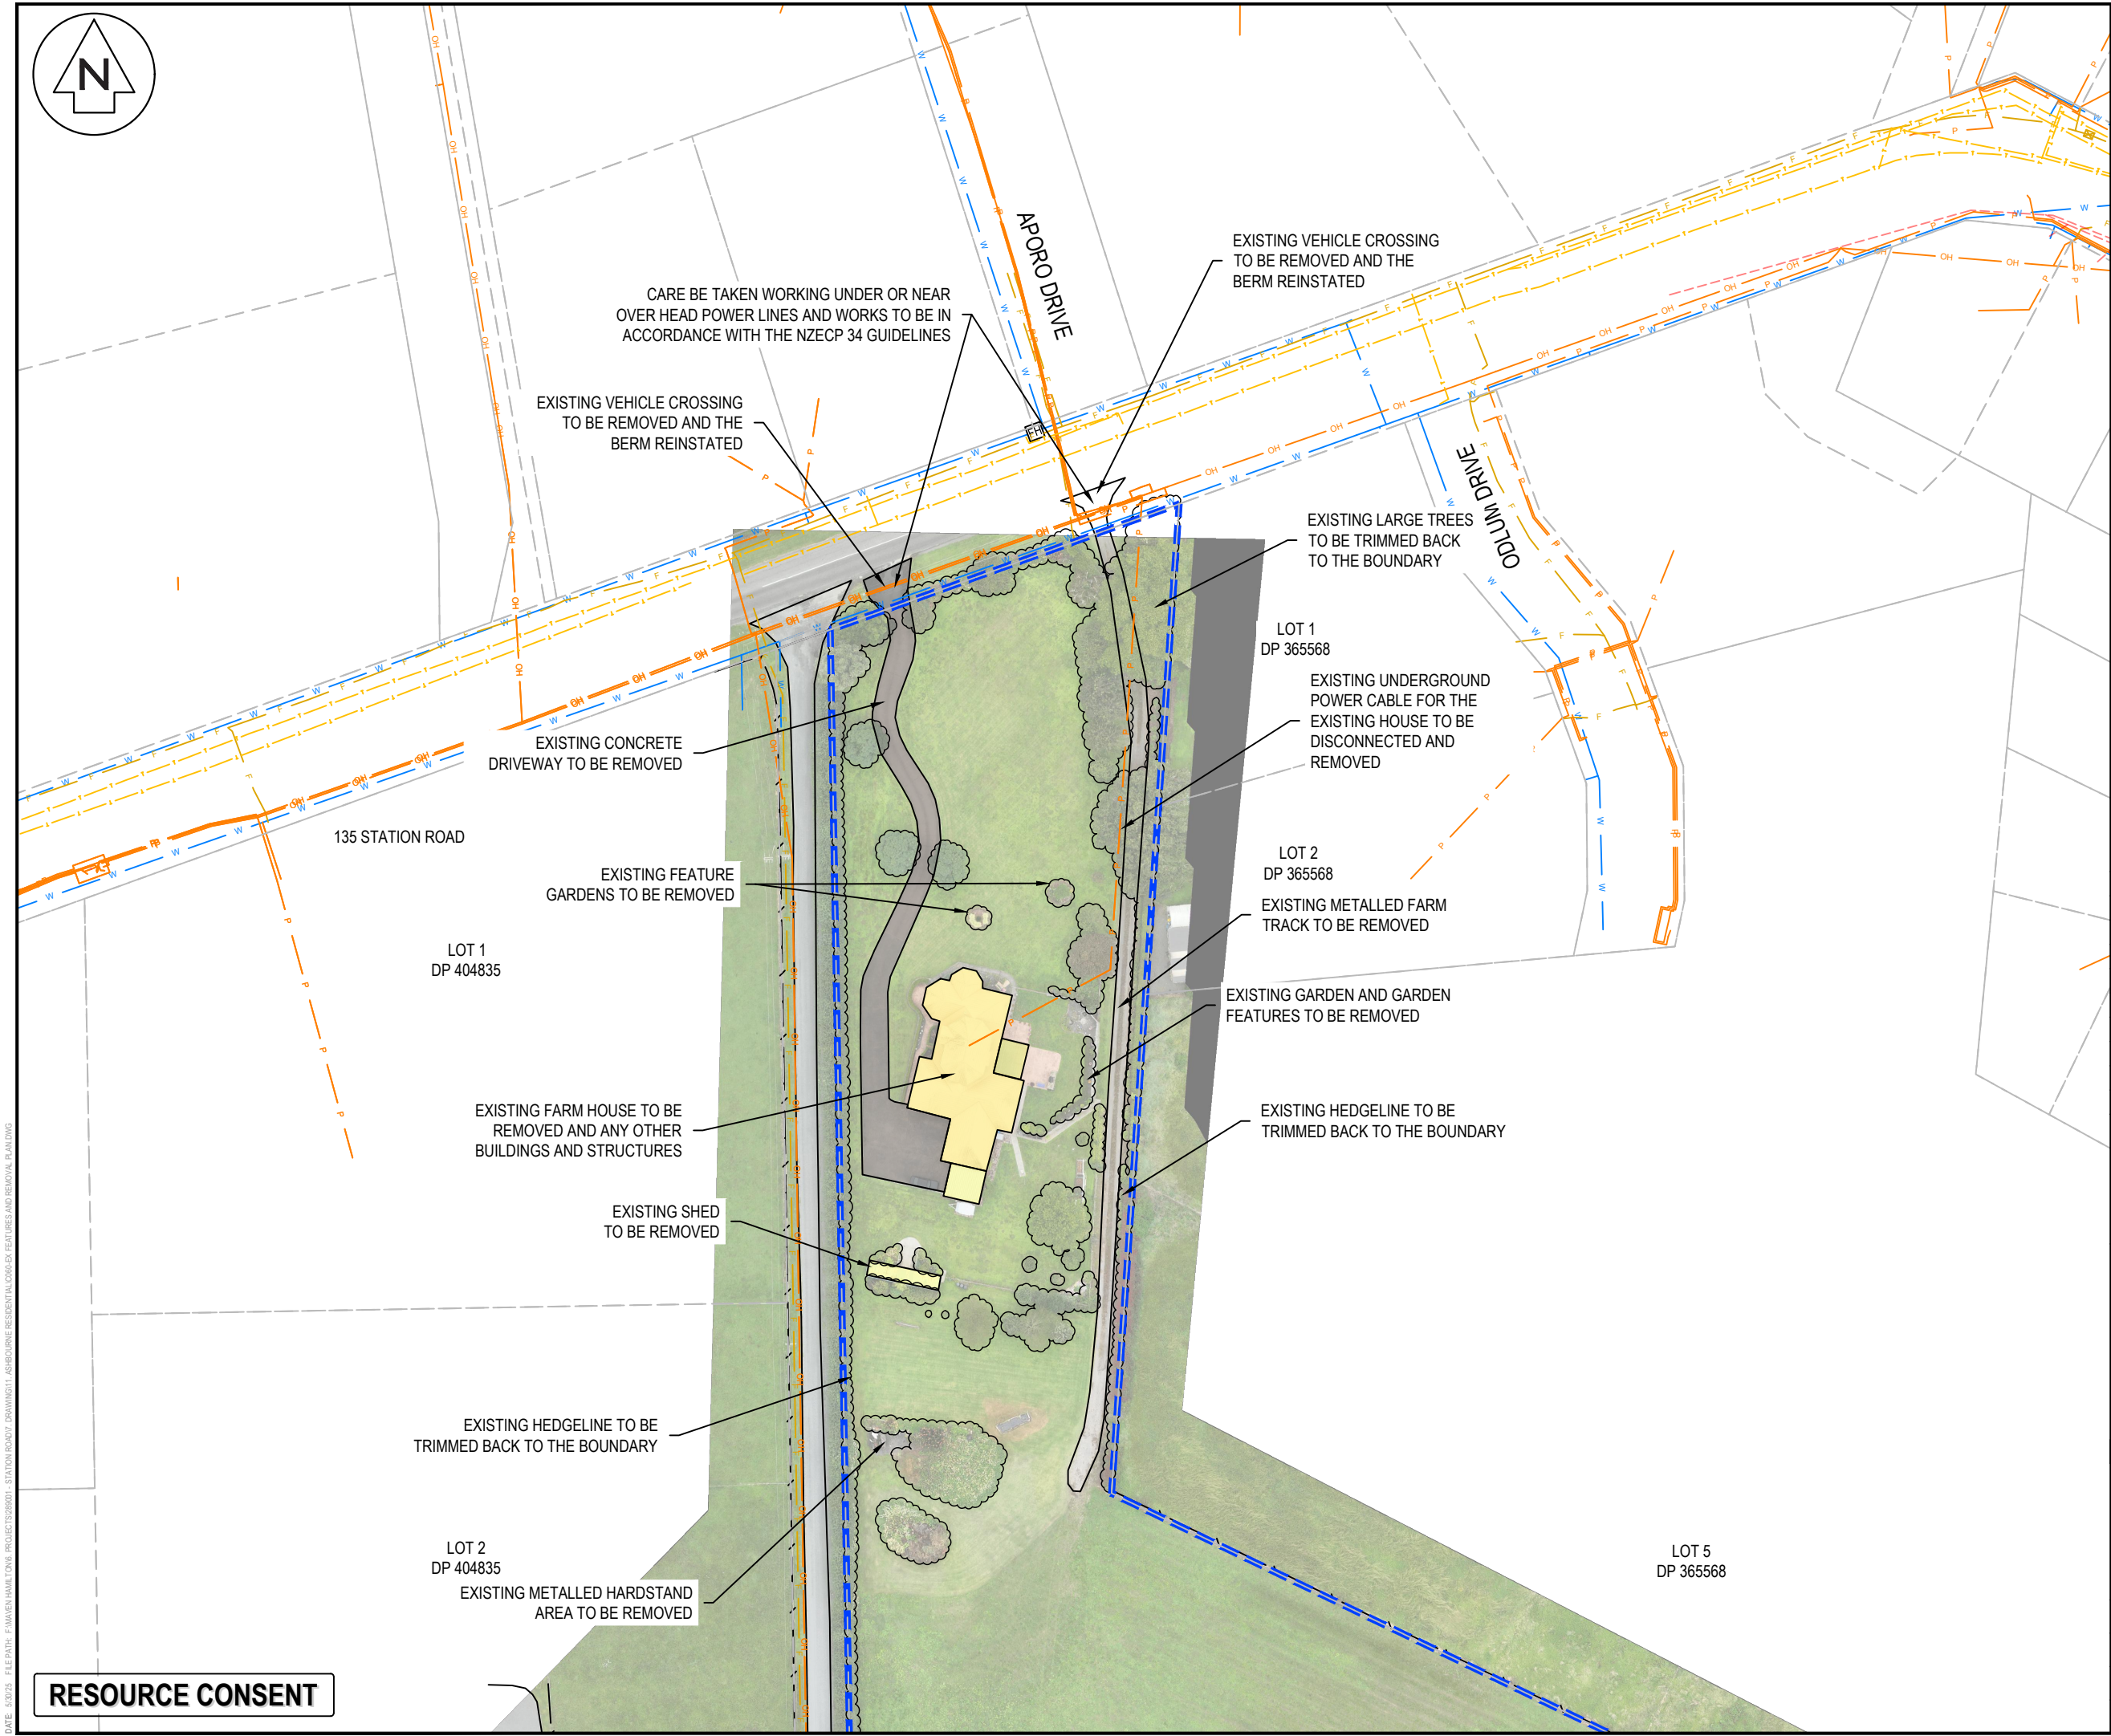 N
APORO DRIVE
EXISTING VEHICLE CROSSING
TO BE REMOVED AND THE
BERM REINSTATED
CARE BE TAKEN WORKING UNDER OR NEAR
OVER HEAD POWER LINES AND WORKS TO BE IN
ACCORDANCE WITH THE NZECP 34 GUIDELINES
EXISTING VEHICLE CROSSING
TO BE REMOVED AND THE
BERM REINSTATED
FH
ODLUM DRIVE
EXISTING LARGE TREES
TO BE TRIMMED BACK
TO THE BOUNDARY
LOT 1
DP 365568
EXISTING UNDERGROUND
POWER CABLE FOR THE
EXISTING HOUSE TO BE
DISCONNECTED AND
REMOVED
EXISTING CONCRETE
DRIVEWAY TO BE REMOVED
135 STATION ROAD
LOT 2
DP 365568
EXISTING FEATURE
GARDENS TO BE REMOVED
EXISTING METALLED FARM
TRACK TO BE REMOVED
LOT 1
DP 404835
EXISTING GARDEN AND GARDEN
FEATURES TO BE REMOVED
EXISTING FARM HOUSE TO BE
REMOVED AND ANY OTHER
BUILDINGS AND STRUCTURES
EXISTING HEDGELINE TO BE
TRIMMED BACK TO THE BOUNDARY
EXISTING SHED
TO BE REMOVED
EXISTING HEDGELINE TO BE
TRIMMED BACK TO THE BOUNDARY
LOT 2
DP 404835
LOT 5
DP 365568
EXISTING METALLED HARDSTAND
AREA TO BE REMOVED
RESOURCE CONSENT